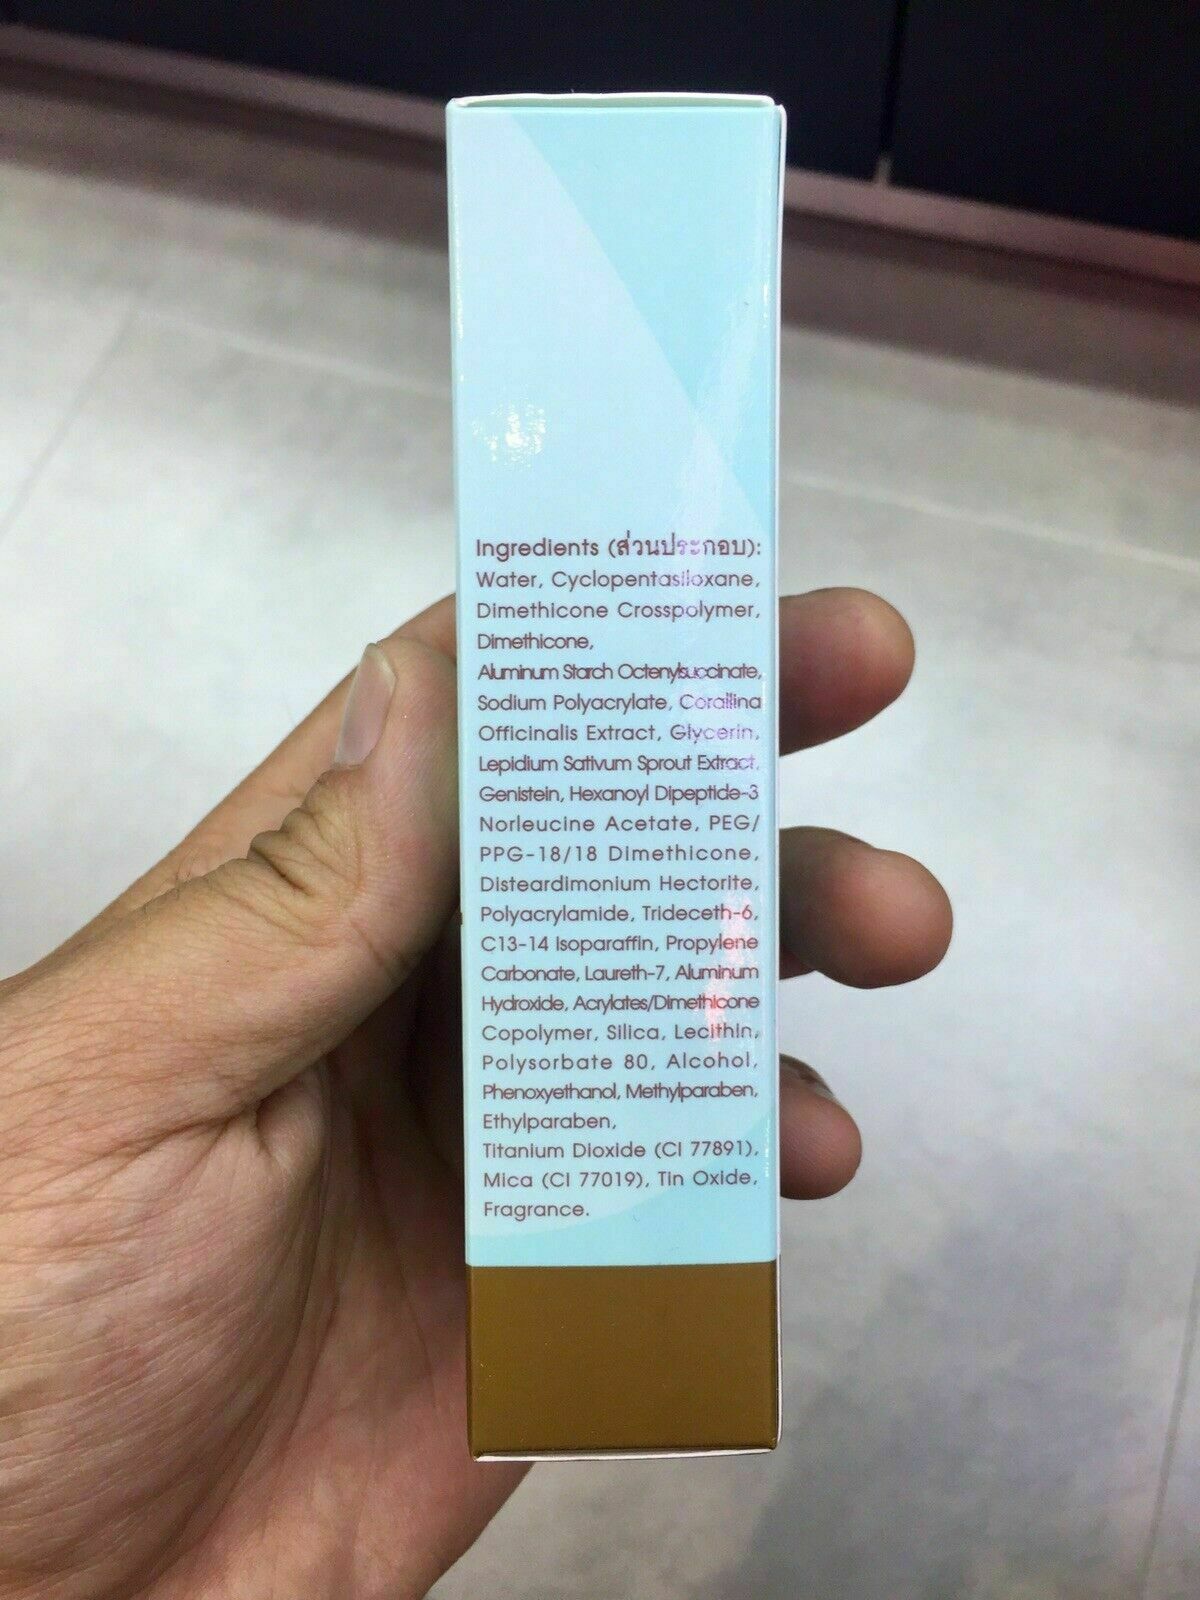 Ingredients (ส่วนประกอบ):
Water, Cyclopentasiloxane,
Dimethicone Crosspolymer,
Dimethicone,
Aluminum Starch Octenylsuccinate,
Sodium Polyacrylate, Corallina
Officinalis Extract, Glycerin,
Lepidium Sativum Sprout Extract,
Genistein, Hexanoyl Dipeptide-3
Norleucine Acetate, PEG/
PPG-18/18 Dimethicone,
Disteardimonium Hectorite,
Polyacrylamide, Trideceth-6,
C13-14 Isoparaffin, Propylene
Carbonate, Laureth-7, Aluminum
Hydroxide, Acrylates/Dimethicone
Copolymer, Silica, Lecithin,
Polysorbate 80, Alcohol,
Phenoxyethanol, Methylparaben,
Ethylparaben,
Titanium Dioxide (CI 77891),
Mica (CI 77019), Tin Oxide,
Fragrance.